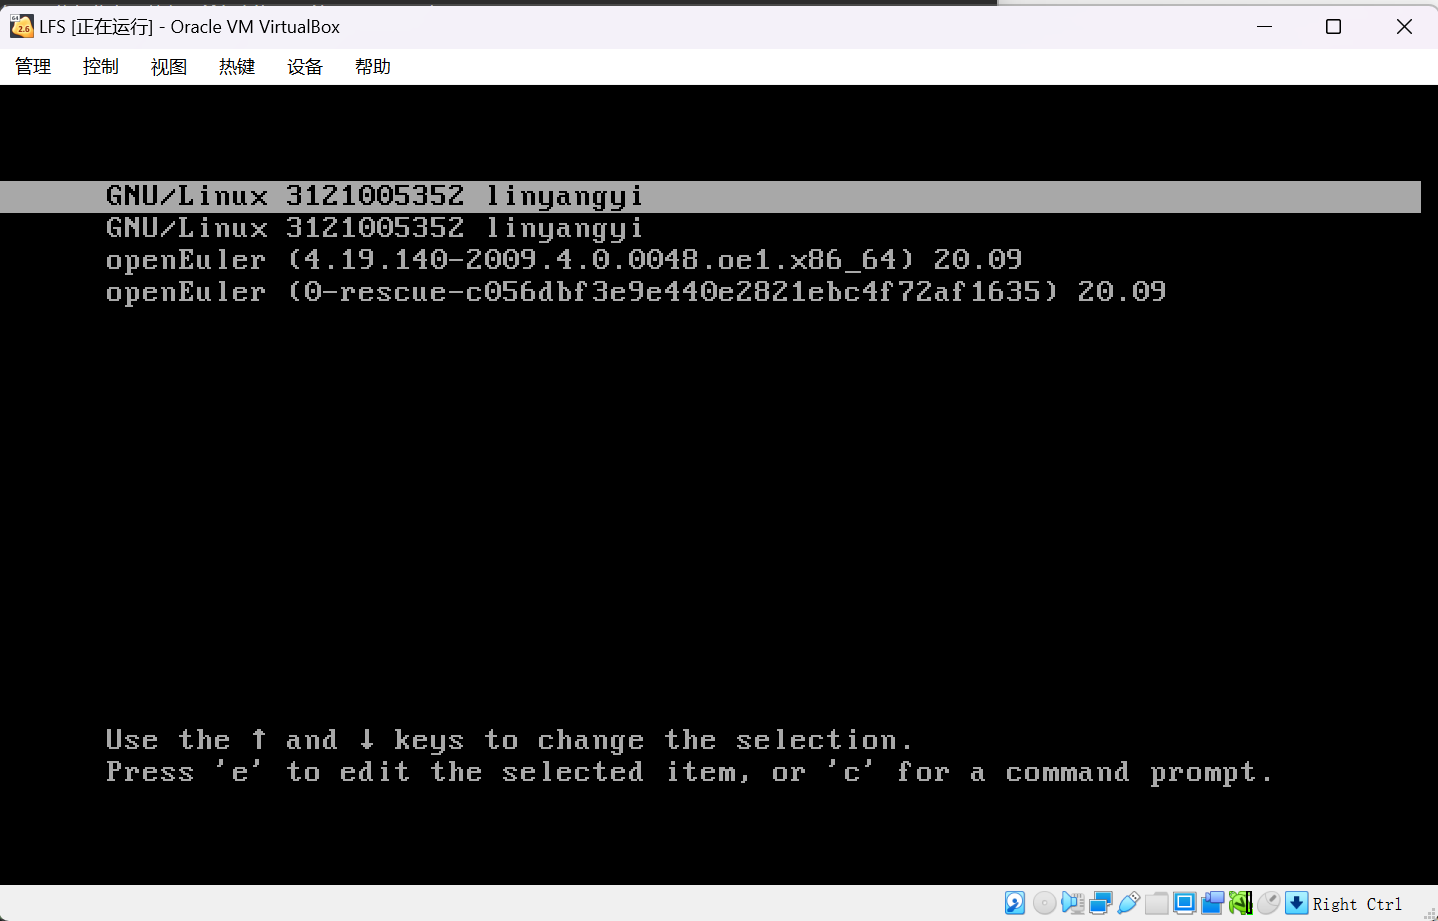 LFS [正在运行] - Oracle VM VirtualBox
管理 控制 视图 热键 设备 帮助
GNU/Linux 3121005352 linyangyi
GNU/Linux 3121005352 linyangyi
openEuler (4.19.140-2009.4.0.0048.oe1.x86_64) 20.09
openEuler (0-rescue-c056dbf3e9e440e2821ebc4f72af1635) 20.09
Use the ↑ and ↓ keys to change the selection.
Press 'e' to edit the selected item, or 'c' for a command prompt.
Right Ctrl